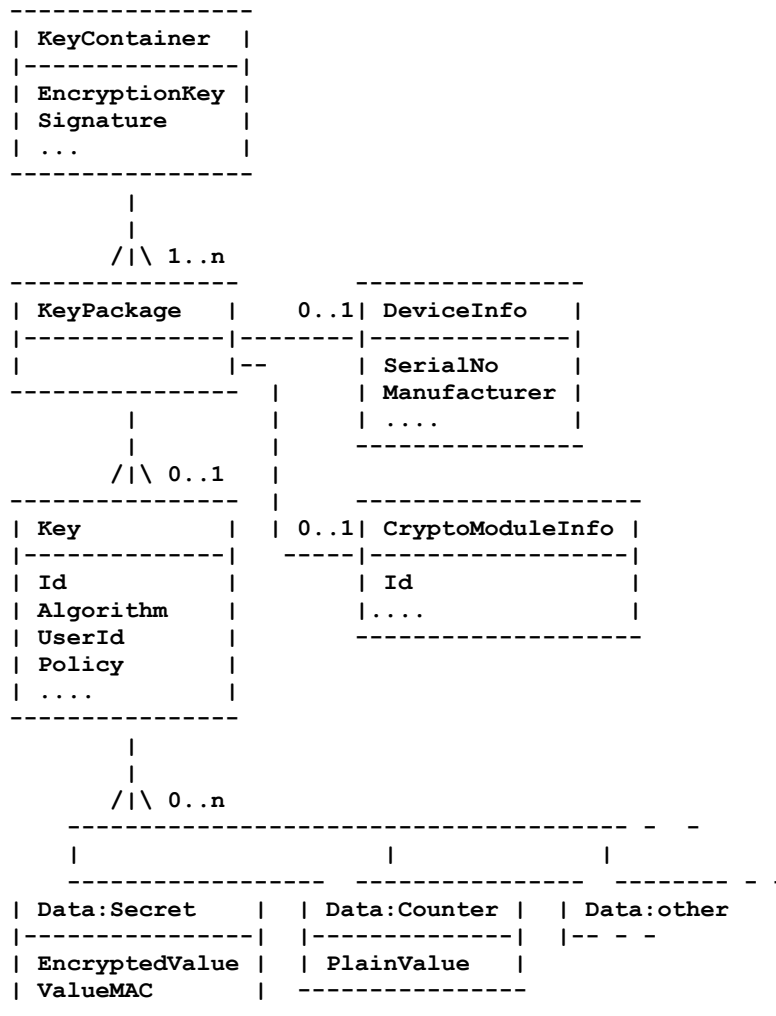 -----------------
| KeyContainer  |
|---------------|
| EncryptionKey |
| Signature     |
| ...           |
-----------------
        |
        |
       /|\ 1..n
----------------        ----------------
| KeyPackage   |    0..1| DeviceInfo   |
|--------------|--------|--------------|
|              |--      | SerialNo     |
----------------  |     | Manufacturer |
        |         |     | ....         |
        |         |     ----------------
       /|\ 0..1   |
----------------  |     --------------------
| Key          |  | 0..1| CryptoModuleInfo |
|--------------|   -----|------------------|
| Id           |        | Id               |
| Algorithm    |        |....              |
| UserId       |        --------------------
| Policy       |
| ....         |
----------------
        |
        |
       /|\ 0..n
    --------------------------------------- -  -
    |                     |              |
    ------------------  ----------------  -------- - -
| Data:Secret    |  | Data:Counter |  | Data:other
|----------------|  |--------------|  |-- - -
| EncryptedValue |  | PlainValue   |
| ValueMAC       |  ----------------